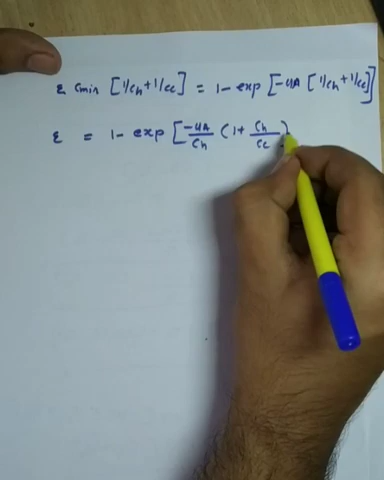 ε Cmin [1/Ch + 1/Cc] = 1 - exp [-UA [1/Ch + 1/Cc]]
ε = 1 - exp [-UA/Ch (1 + Ch/Cc)